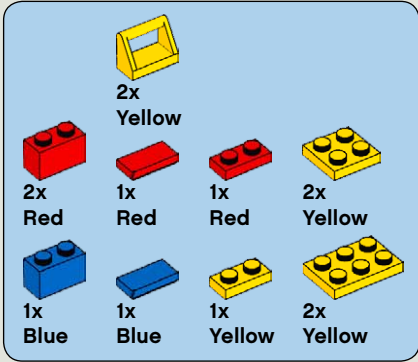 2x
Yellow
2x 1x 1x 2x
Red Red Red Yellow
1x 1x 1x 2x
Blue Blue Yellow Yellow